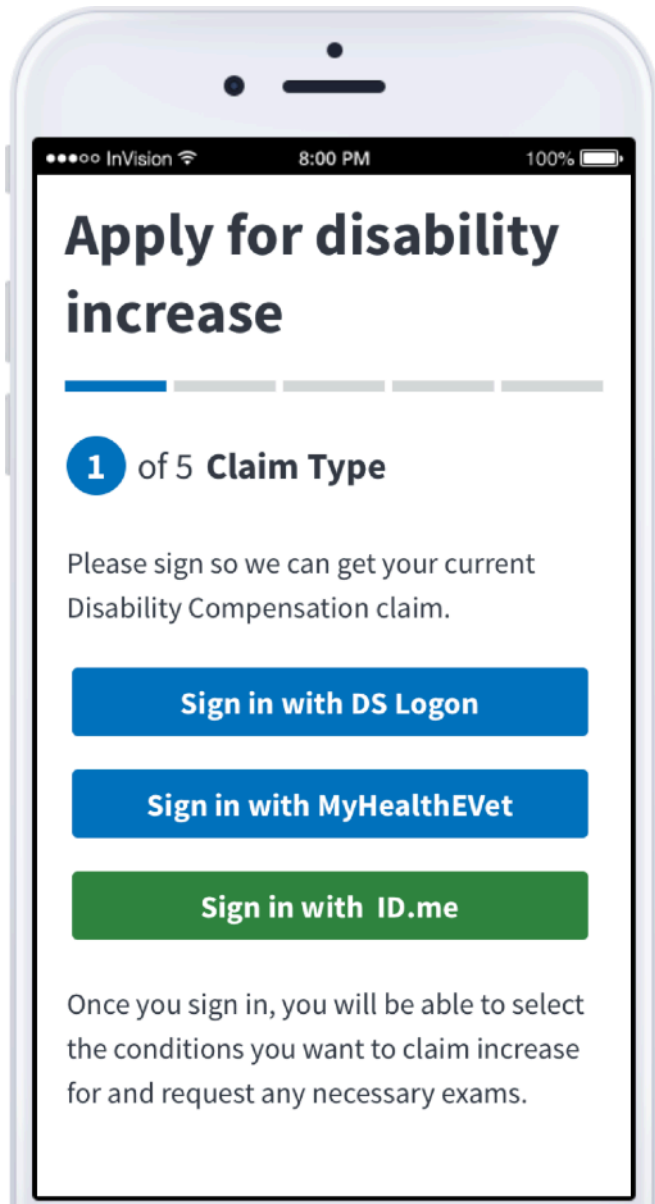 InVision 8:00 PM 100%
Apply for disability
increase
1 of 5 Claim Type
Please sign so we can get your current
Disability Compensation claim.
Sign in with DS Logon
Sign in with MyHealthEVet
Sign in with ID.me
Once you sign in, you will be able to select
the conditions you want to claim increase
for and request any necessary exams.